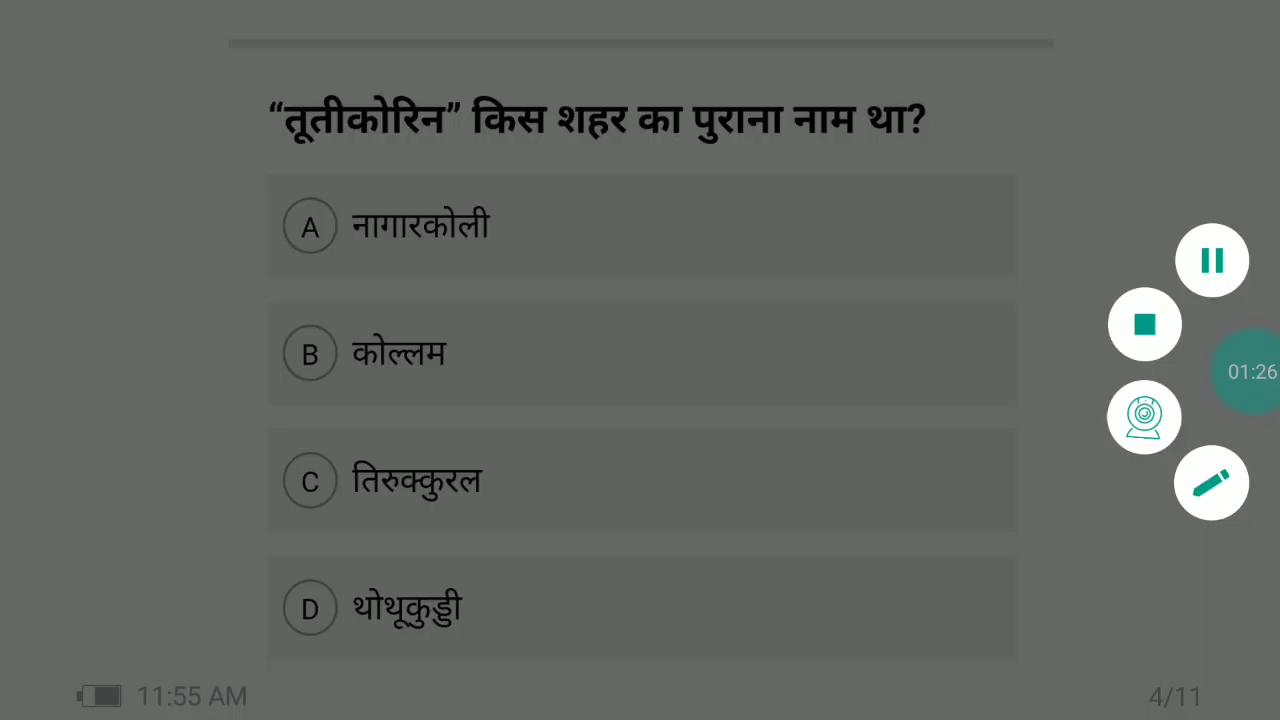 “तूतीकोरिन” किस शहर का पुराना नाम था?
A नागारकोली
B कोल्लम
01:26
C तिरुक्कुरल
D थोथूकुड्डी
11:55 AM
4/11